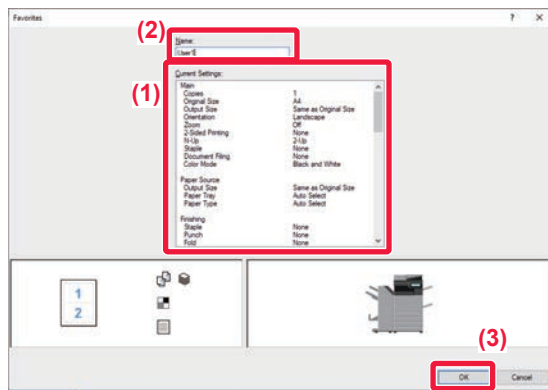 Favorites ? X
(2)
Name:
User1
(1)
Current Settings:
Main
Copies 1
Original Size A4
Output Size Same as Original Size
Orientation Landscape
Zoom Off
2-Sided Printing None
N-Up 2-Up
Staple None
Document Filing None
Color Mode Black and White
Paper Source
Output Size Same as Original Size
Paper Tray Auto Select
Paper Type Auto Select
Finishing
Staple None
Punch None
Fold None
1
2
(3)
OK Cancel